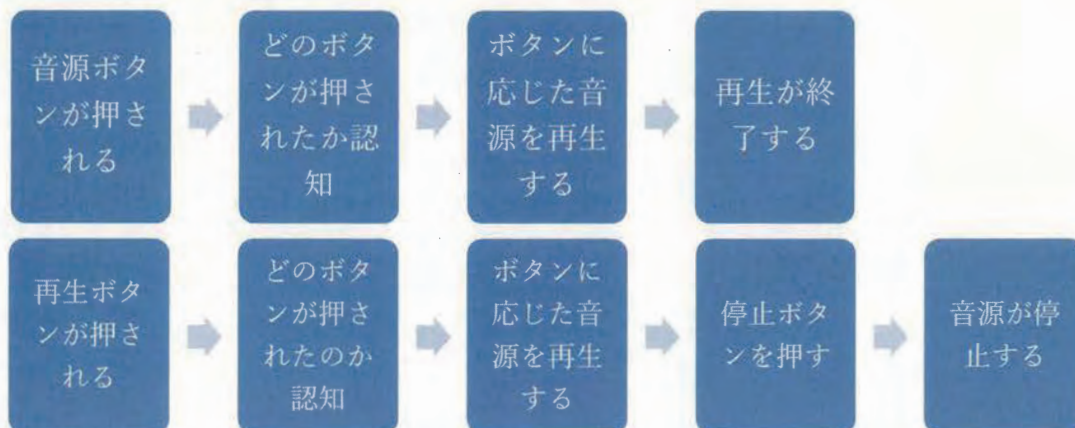 音源ボタ
ンが押さ
れる
どのボタ
ンが押さ
れたか認
知
ボタンに
応じた音
源を再生
する
再生が終
了する
再生ボタ
ンが押さ
れる
どのボタ
ンが押さ
れたのか
認知
ボタンに
応じた音
源を再生
する
停止ボタ
ンを押す
音源が停
止する